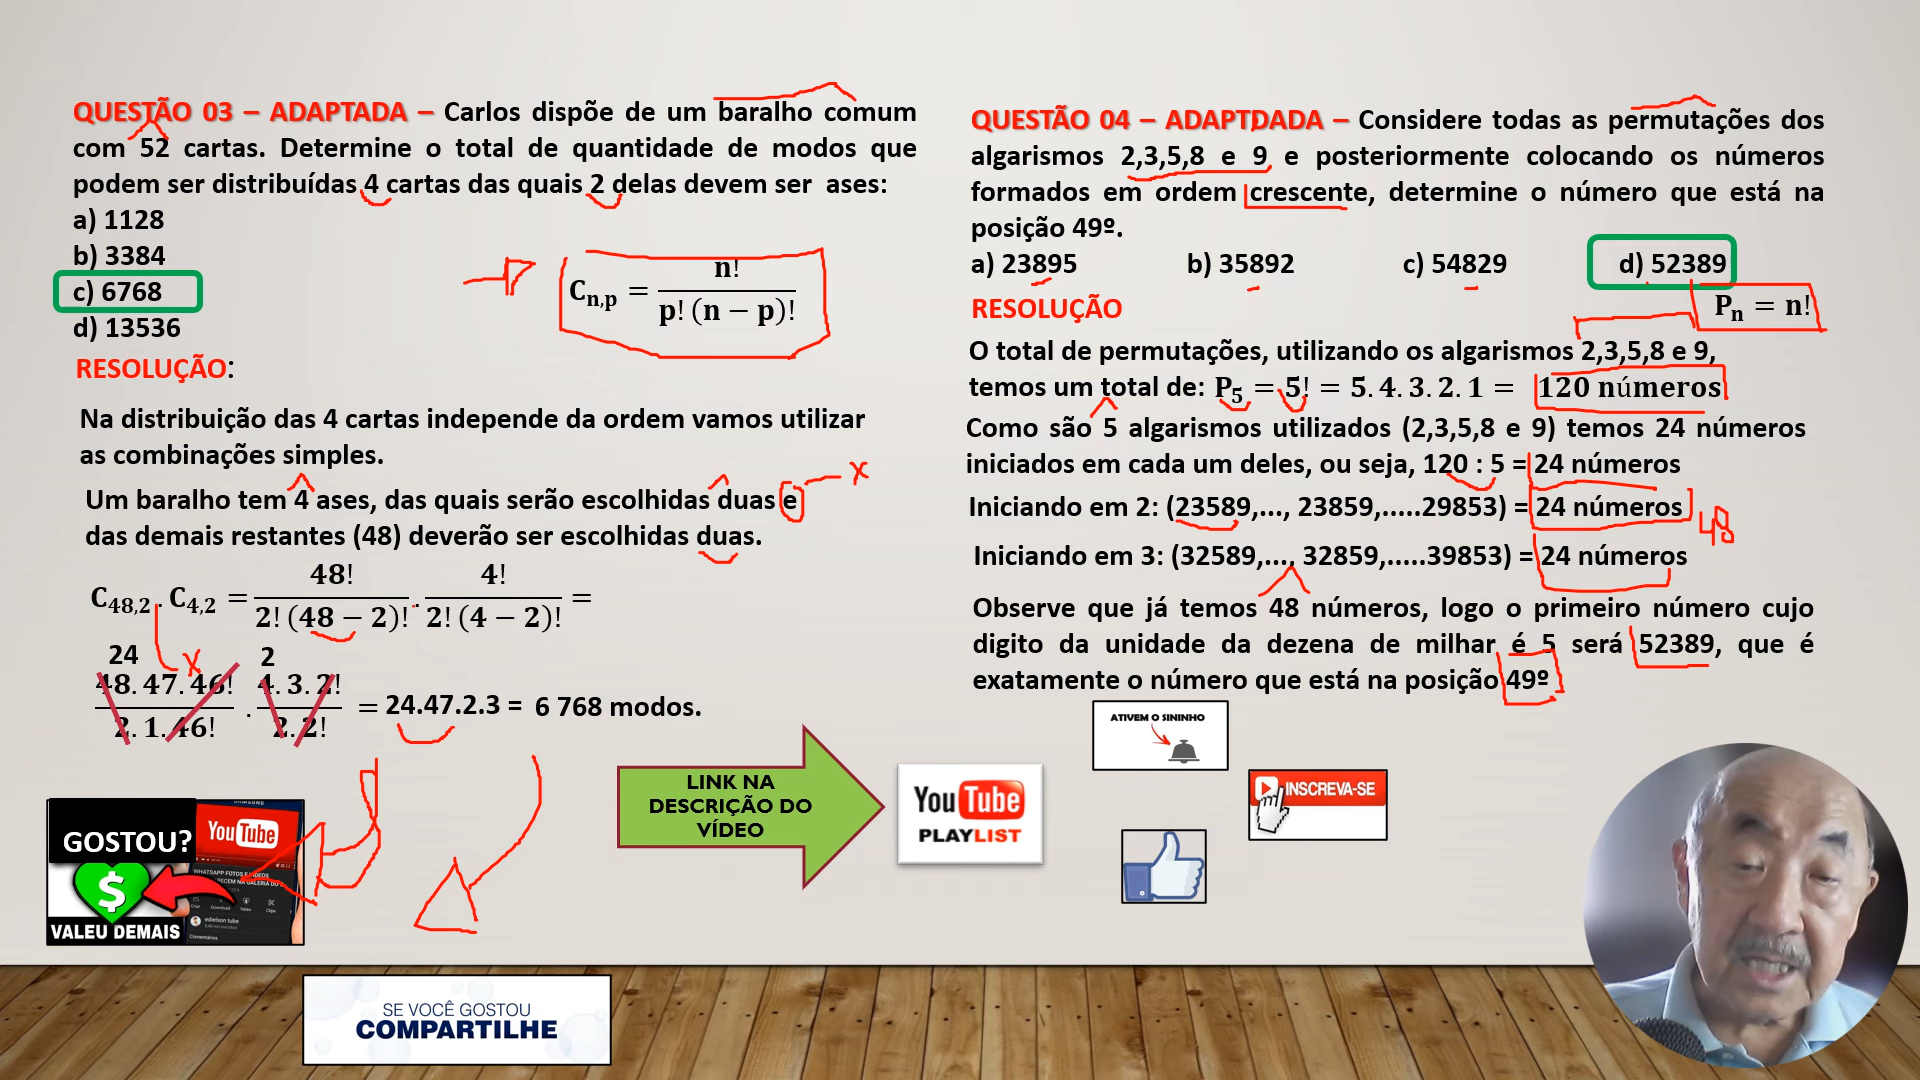 QUESTÃO 03 – ADAPTADA – Carlos dispõe de um baralho comum
com 52 cartas. Determine o total de quantidade de modos que
podem ser distribuídas 4 cartas das quais 2 delas devem ser ases:
a) 1128
b) 3384
c) 6768
d) 13536
C_{n,p} = n! / p! (n − p)!
RESOLUÇÃO:
Na distribuição das 4 cartas independe da ordem vamos utilizar
as combinações simples.
x
Um baralho tem 4 ases, das quais serão escolhidas duas e
das demais restantes (48) deverão ser escolhidas duas.
C_{48,2} . C_{4,2} = 48! / 2! (48 − 2)! . 4! / 2! (4 − 2)! =
24 x 2
48.47.46! / 2.1.46! . 4.3.2! / 2.2! = 24.47.2.3 = 6 768 modos.
QUESTÃO 04 – ADAPTDADA – Considere todas as permutações dos
algarismos 2,3,5,8 e 9 e posteriormente colocando os números
formados em ordem crescente, determine o número que está na
posição 49º.
a) 23895 b) 35892 c) 54829 d) 52389
RESOLUÇÃO
P_n = n!
O total de permutações, utilizando os algarismos 2,3,5,8 e 9,
temos um total de: P_5 = 5! = 5.4.3.2.1 = 120 números
Como são 5 algarismos utilizados (2,3,5,8 e 9) temos 24 números
iniciados em cada um deles, ou seja, 120 : 5 = 24 números
Iniciando em 2: (23589,..., 23859,.....29853) = 24 números
48
Iniciando em 3: (32589,..., 32859,.....39853) = 24 números
Observe que já temos 48 números, logo o primeiro número cujo
digito da unidade da dezena de milhar é 5 será 52389, que é
exatamente o número que está na posição 49º
ATIVEM O SININHO
INSCREVA-SE
LINK NA
DESCRIÇÃO DO
VÍDEO
YouTube
PLAYLIST
GOSTOU?
YouTube
$
VALEU DEMAIS
SE VOCÊ GOSTOU
COMPARTILHE